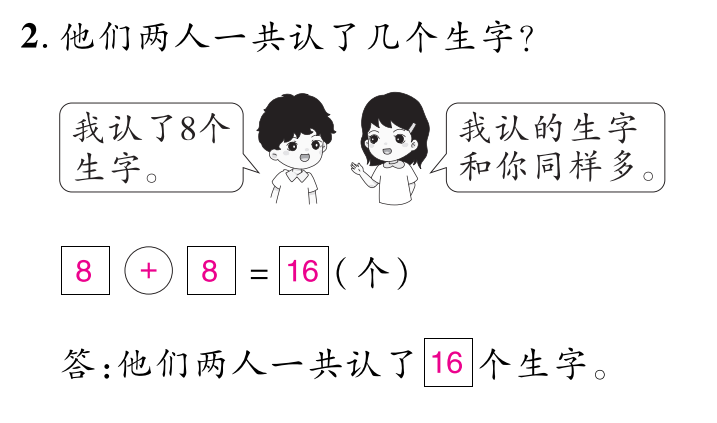 2. 他们两人一共认了几个生字？
我认了8个
生字。
我认的生字
和你同样多。
8 + 8 = 16 ( 个 )
答：他们两人一共认了 16 个生字。